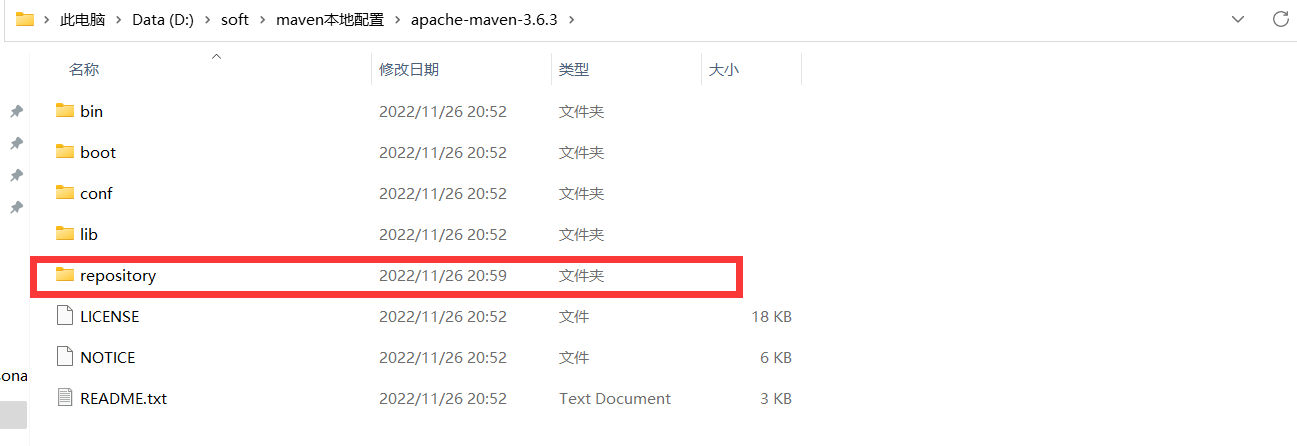 此电脑 > Data (D:) > soft > maven本地配置 > apache-maven-3.6.3 >
名称 修改日期 类型 大小
bin 2022/11/26 20:52 文件夹
boot 2022/11/26 20:52 文件夹
conf 2022/11/26 20:52 文件夹
lib 2022/11/26 20:52 文件夹
repository 2022/11/26 20:59 文件夹
LICENSE 2022/11/26 20:52 文件 18 KB
NOTICE 2022/11/26 20:52 文件 6 KB
sona
README.txt 2022/11/26 20:52 Text Document 3 KB